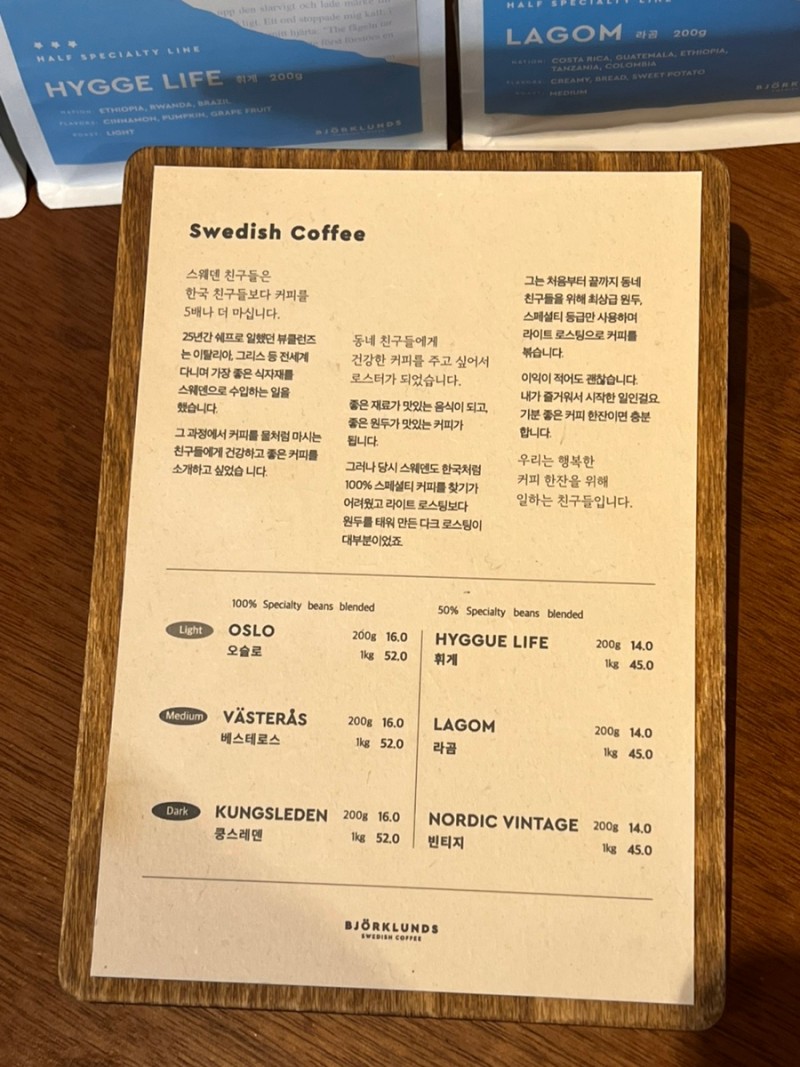 HALF SPECIALTY LINE
HYGGE LIFE 휘게 200g
NATION: ETHIOPIA, RWANDA, BRAZIL
FLAVORS: CINNAMON, PUMPKIN, GRAPE FRUIT
ROAST: LIGHT
BJÖRKLUNDS
HALF SPECIALTY LINE
LAGOM 라곰 200g
NATION: COSTA RICA, GUATEMALA, ETHIOPIA,
TANZANIA, COLOMBIA
FLAVORS: CREAMY, BREAD, SWEET POTATO
ROAST: MEDIUM
Swedish Coffee
스웨덴 친구들은
한국 친구들보다 커피를
5배나 더 마십니다.
25년간 쉐프로 일했던 뷰클런즈
는 이탈리아, 그리스 등 전세계
다니며 가장 좋은 식자재를
스웨덴으로 수입하는 일을
했습니다.
그 과정에서 커피를 물처럼 마시는
친구들에게 건강하고 좋은 커피를
소개하고 싶었습 니다.
동네 친구들에게
건강한 커피를 주고 싶어서
로스터가 되었습니다.
좋은 재료가 맛있는 음식이 되고,
좋은 원두가 맛있는 커피가
됩니다.
그러나 당시 스웨덴도 한국처럼
100% 스페셜티 커피를 찾기가
어려웠고 라이트 로스팅보다
원두를 태워 만든 다크 로스팅이
대부분이었죠
그는 처음부터 끝까지 동네
친구들을 위해 최상급 원두,
스페셜티 등급만 사용하며
라이트 로스팅으로 커피를
볶습니다.
이익이 적어도 괜찮습니다.
내가 즐거워서 시작한 일인걸요.
기분 좋은 커피 한잔이면 충분
합니다.
우리는 행복한
커피 한잔을 위해
일하는 친구들입니다.
100% Specialty beans blended
Light OSLO 200g 16.0
오슬로 1kg 52.0
Medium VÄSTERÅS 200g 16.0
베스테로스 1kg 52.0
Dark KUNGSLEDEN 200g 16.0
쿵스레덴 1kg 52.0
50% Specialty beans blended
HYGGUE LIFE 200g 14.0
휘게 1kg 45.0
LAGOM 200g 14.0
라곰 1kg 45.0
NORDIC VINTAGE 200g 14.0
빈티지 1kg 45.0
BJÖRKLUNDS
SWEDISH COFFEE